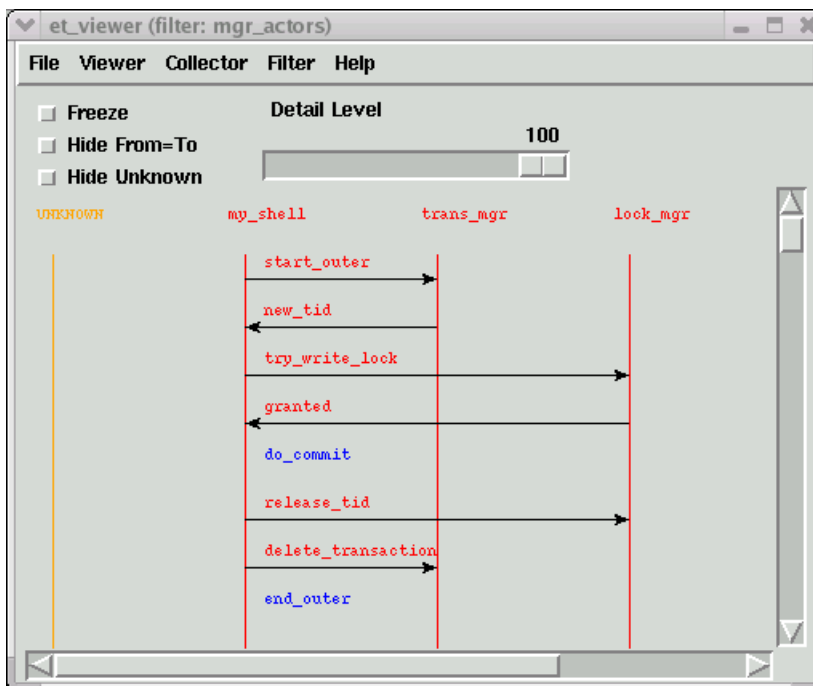 et_viewer (filter: mgr_actors)
File Viewer Collector Filter Help
Freeze
Detail Level
Hide From=To
100
Hide Unknown
UNKNOWN my_shell trans_mgr lock_mgr
start_outer
new_tid
try_write_lock
granted
do_commit
release_tid
delete_transaction
end_outer